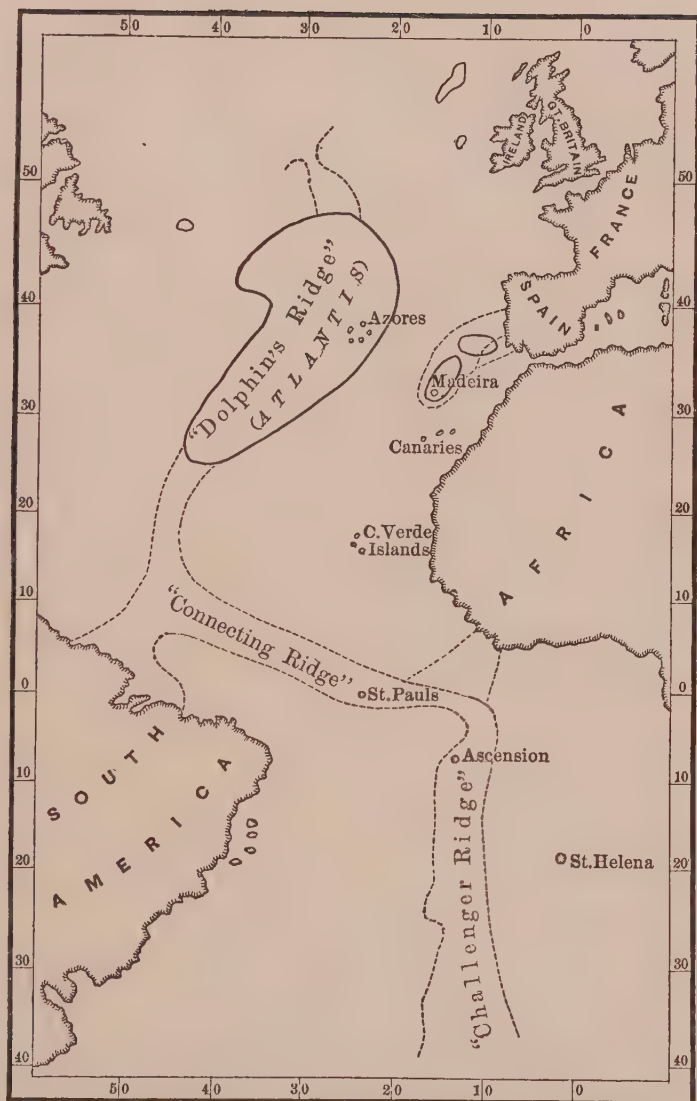 50 40 30 20 10 0
50
50
IRELAND
GT. BRITAIN
FRANCE
SPAIN
40
40
"Dolphin's Ridge"
(ATLANTIS)
Azores
Madeira
30
30
Canaries
AFRICA
20
20
C. Verde
Islands
10
10
"Connecting Ridge"
0
0
St. Pauls
SOUTH
AMERICA
Ascension
10
10
"Challenger Ridge"
St. Helena
20
20
30
30
40
40
50 40 30 20 10 0